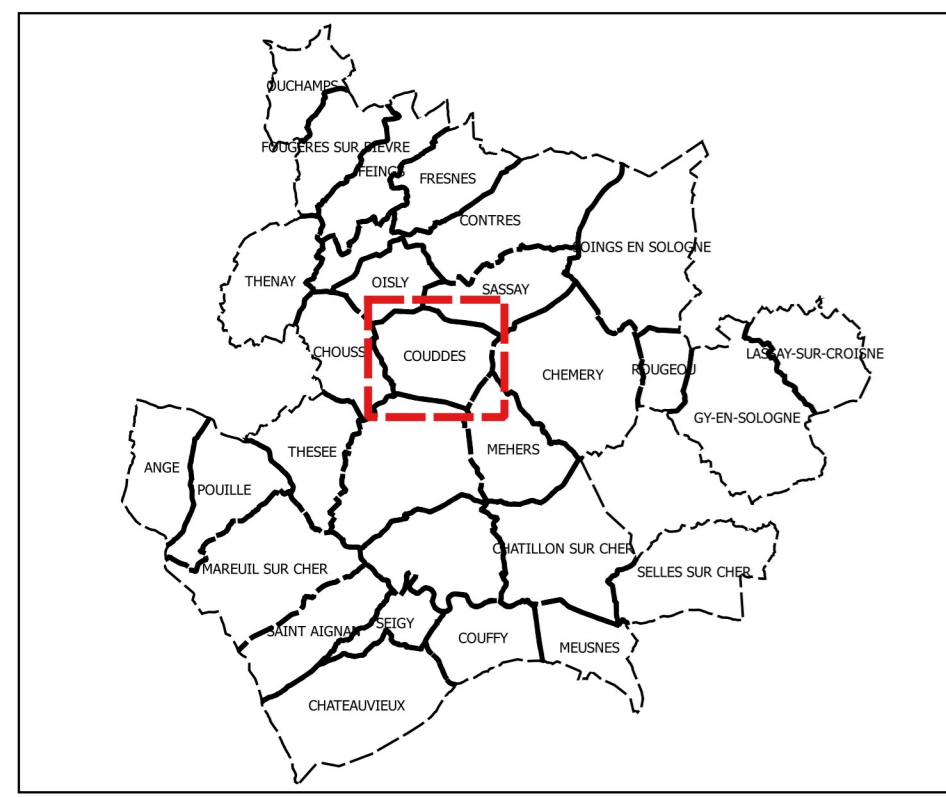 OUCHAMPS
FOUGERES SUR BIEVRE
FEINGS
FRESNES
CONTRES
SOINGS EN SOLOGNE
THENAY
OISLY
SASSAY
CHOUSS
COUDDES
CHEMERY
ROUGEOU
LASSAY-SUR-CROISNE
GY-EN-SOLOGNE
THESEE
MEHERS
ANGE
POUILLE
CHATILLON SUR CHER
MAREUIL SUR CHER
SELLES SUR CHER
SAINT AIGNAN
SEIGY
COUFFY
MEUSNES
CHATEAUVIEUX